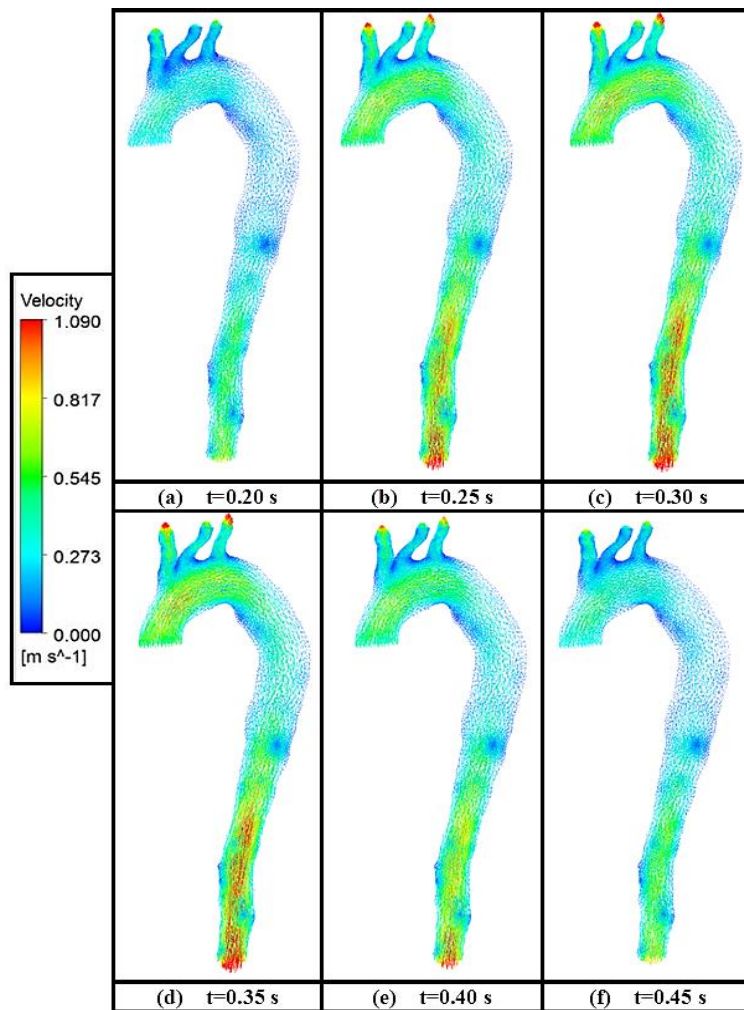 (a) t=0.20 s
(b) t=0.25 s
(c) t=0.30 s
Velocity
1.090
0.817
0.545
0.273
0.000
[m s^-1]
(d) t=0.35 s
(e) t=0.40 s
(f) t=0.45 s